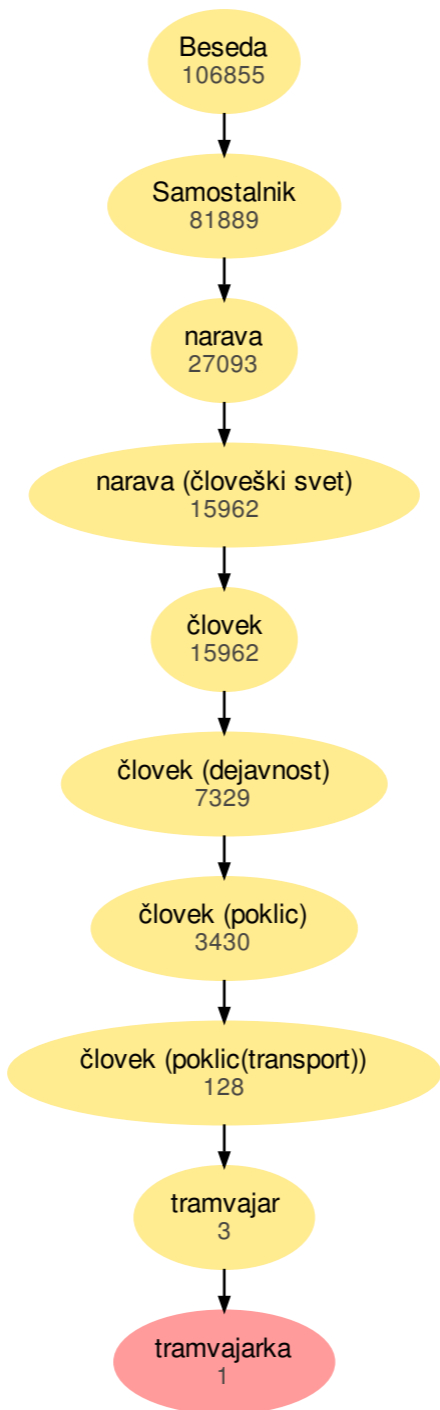 Beseda
106855
Samostalnik
81889
narava
27093
narava (človeški svet)
15962
človek
15962
človek (dejavnost)
7329
človek (poklic)
3430
človek (poklic(transport))
128
tramvajar
3
tramvajarka
1